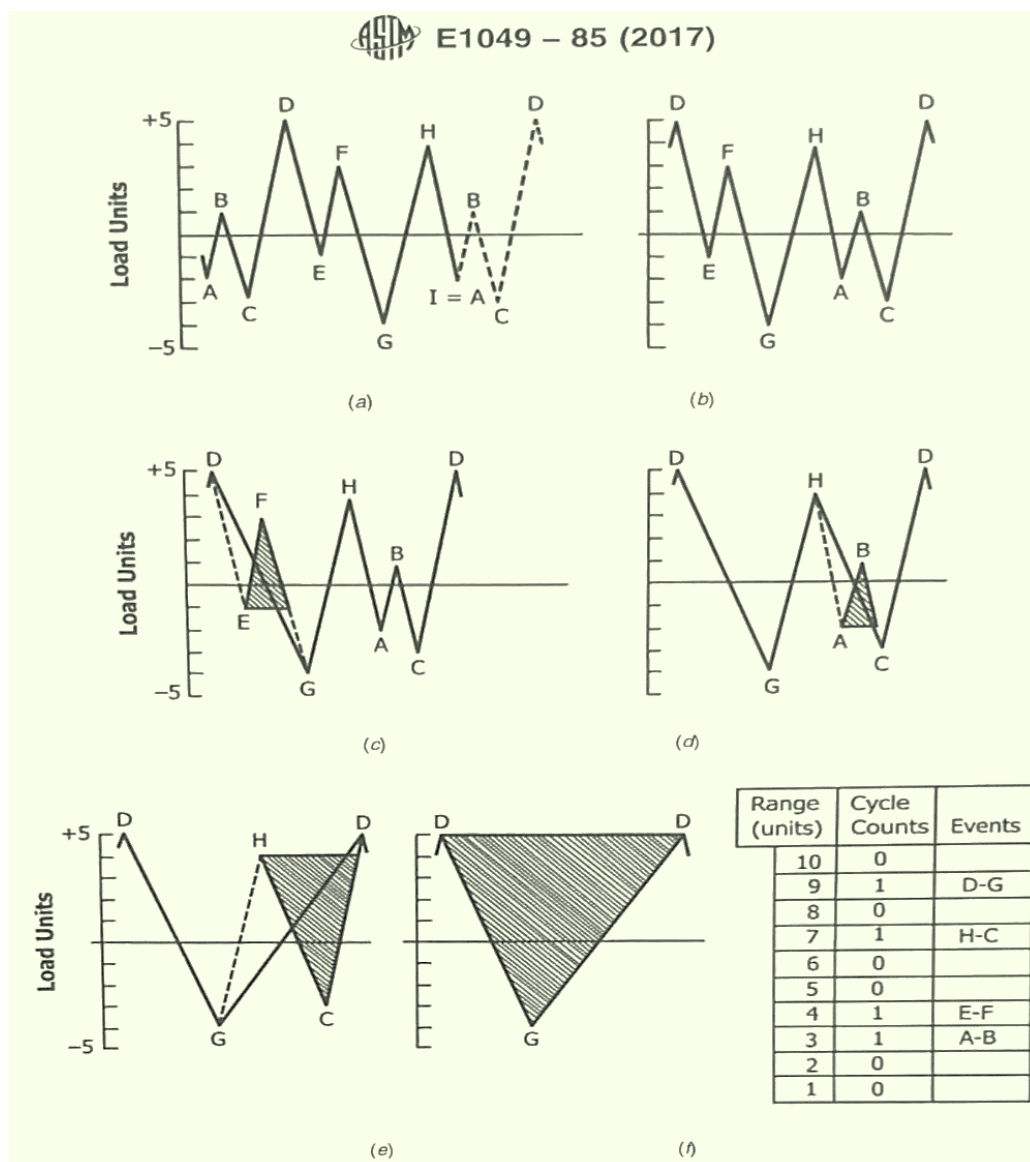 ASTM E1049 – 85 (2017)
+5
Load Units
−5
A
B
C
D
E
F
G
H
I = A
B
C
D
(a)
D
E
F
G
H
A
B
C
D
(b)
+5
Load Units
−5
D
E
F
G
H
A
B
C
D
(c)
D
G
H
A
B
C
D
(d)
+5
Load Units
−5
D
G
H
C
D
(e)
D
G
D
(f)
Range (units) Cycle Counts Events
10 0
9 1 D-G
8 0
7 1 H-C
6 0
5 0
4 1 E-F
3 1 A-B
2 0
1 0